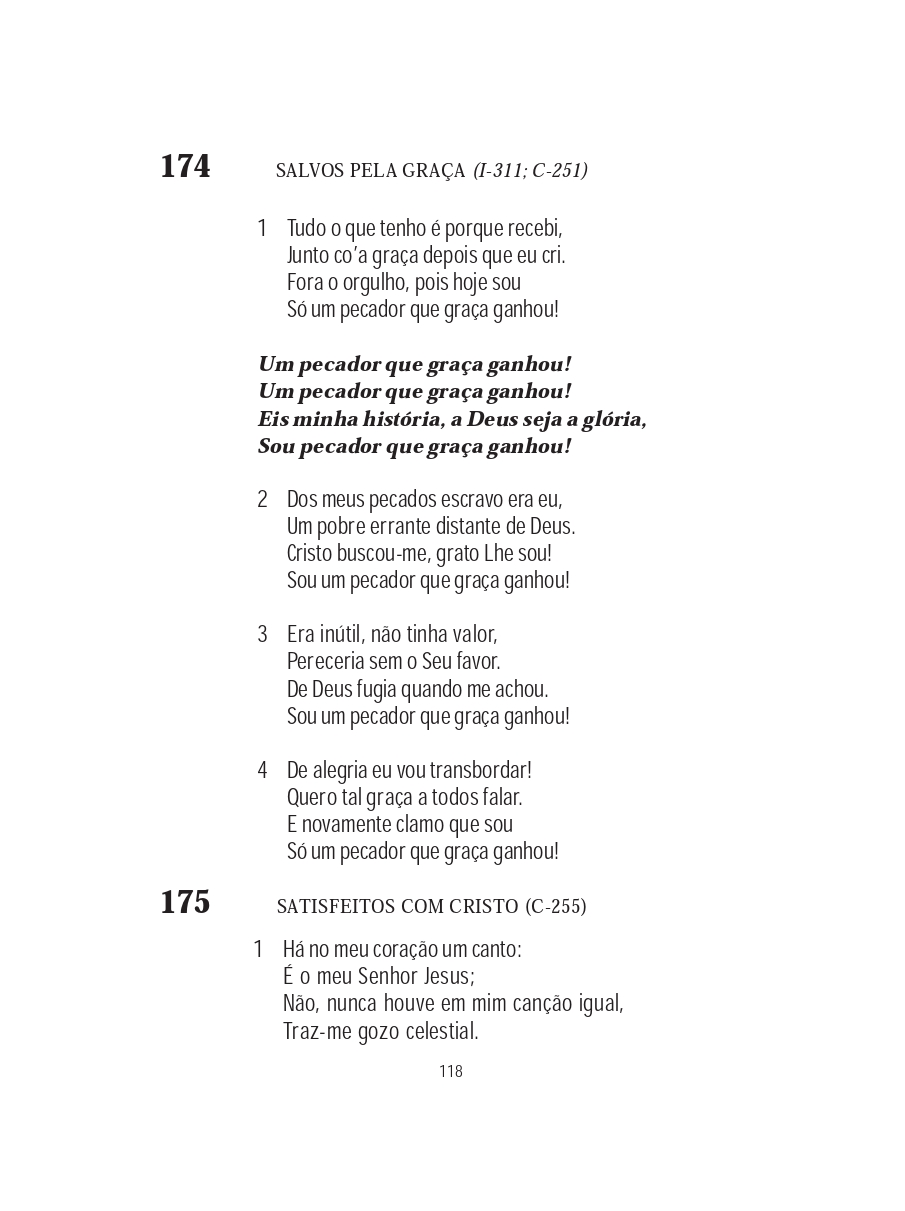 174 SALVOS PELA GRAÇA (I-311; C-251)
1 Tudo o que tenho é porque recebi,
Junto co’a graça depois que eu cri.
Fora o orgulho, pois hoje sou
Só um pecador que graça ganhou!
Um pecador que graça ganhou!
Um pecador que graça ganhou!
Eis minha história, a Deus seja a glória,
Sou pecador que graça ganhou!
2 Dos meus pecados escravo era eu,
Um pobre errante distante de Deus.
Cristo buscou-me, grato Lhe sou!
Sou um pecador que graça ganhou!
3 Era inútil, não tinha valor,
Pereceria sem o Seu favor.
De Deus fugia quando me achou.
Sou um pecador que graça ganhou!
4 De alegria eu vou transbordar!
Quero tal graça a todos falar.
E novamente clamo que sou
Só um pecador que graça ganhou!
175 SATISFEITOS COM CRISTO (C-255)
1 Há no meu coração um canto:
É o meu Senhor Jesus;
Não, nunca houve em mim canção igual,
Traz-me gozo celestial.
118